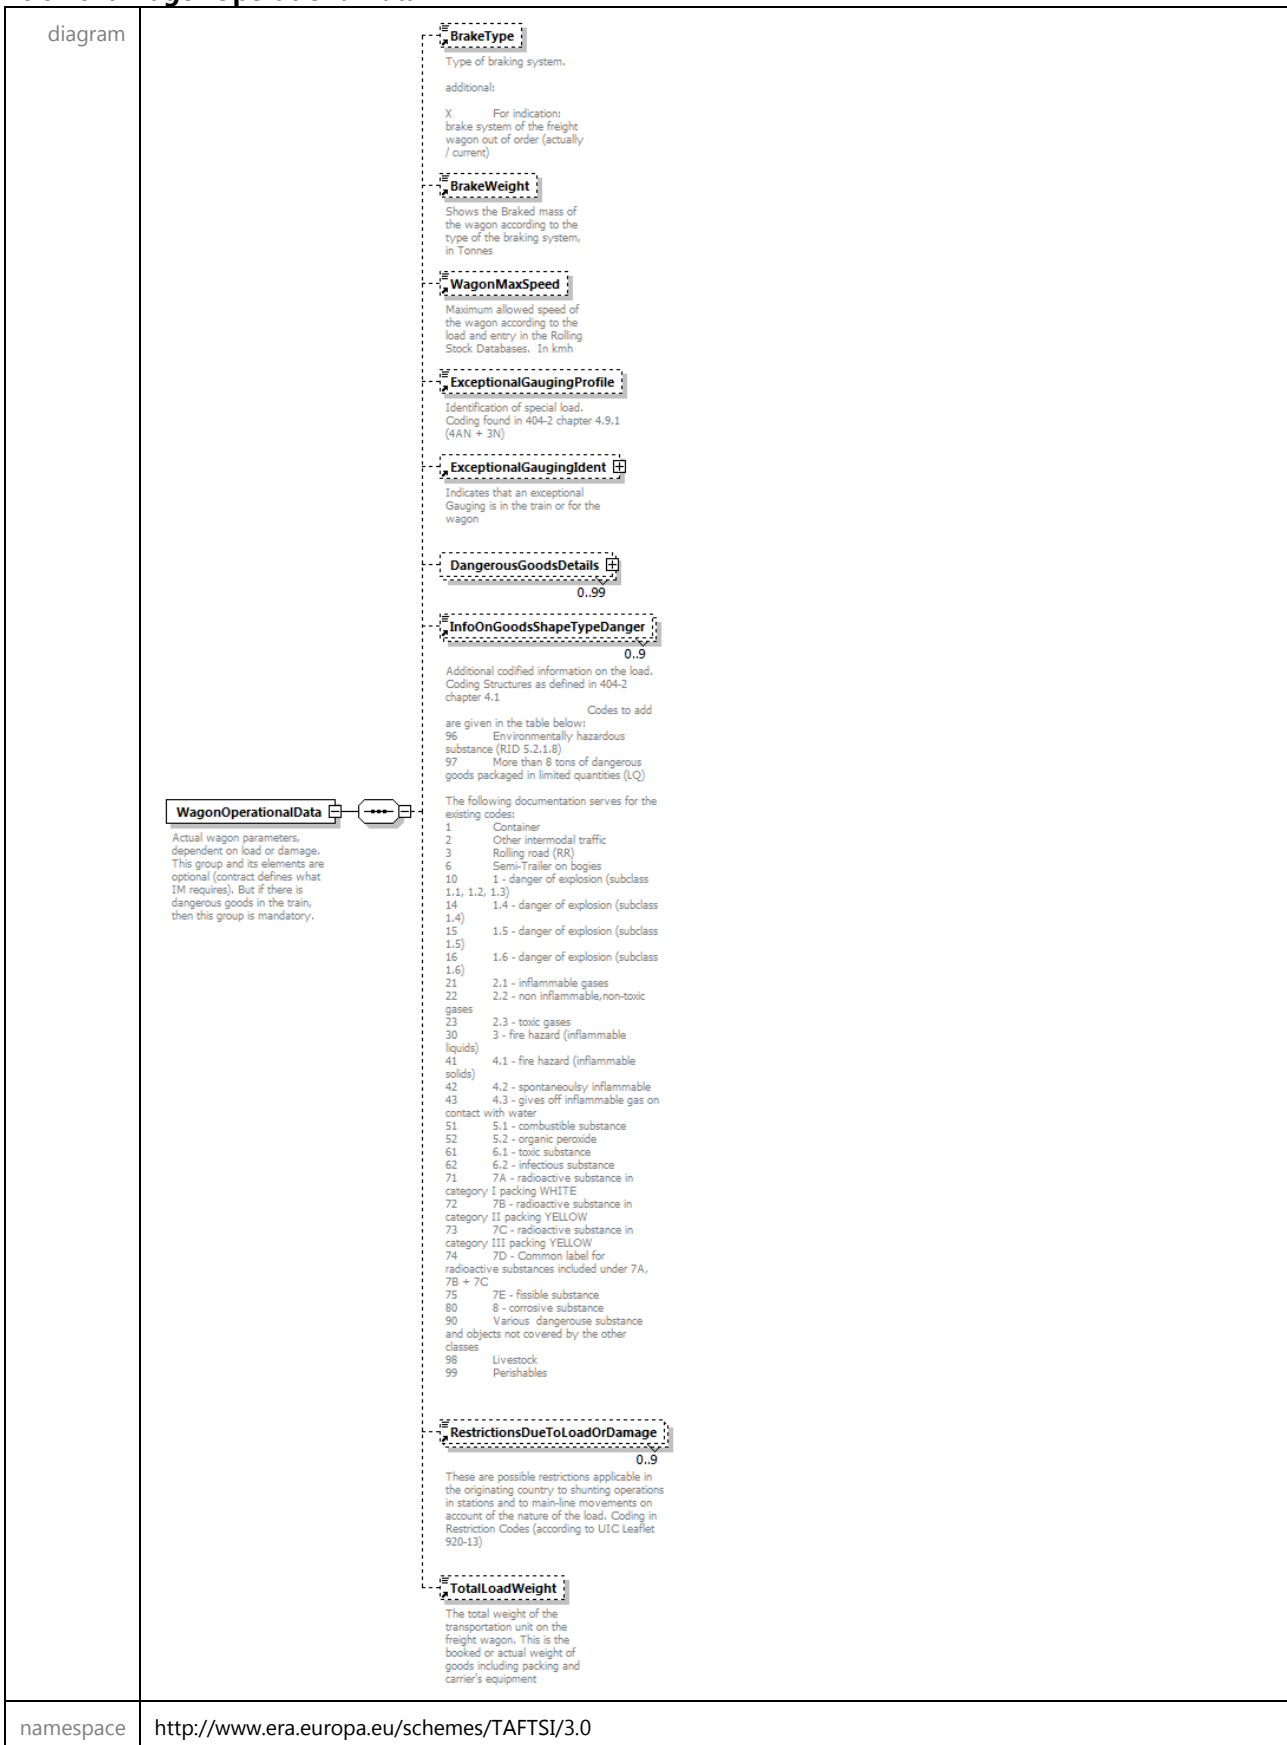 diagram
BrakeType
Type of braking system.
additional:
X For indication:
brake system of the freight
wagon out of order (actually
/ current)
BrakeWeight
Shows the Braked mass of
the wagon according to the
type of the braking system,
in Tonnes
WagonMaxSpeed
Maximum allowed speed of
the wagon according to the
load and entry in the Rolling
Stock Databases. In kmh
ExceptionalGaugingProfile
Identification of special load.
Coding found in 404-2 chapter 4.9.1
(4AN + 3N)
ExceptionalGaugingIdent
Indicates that an exceptional
Gauging is in the train or for the
wagon
DangerousGoodsDetails
0..99
InfoOnGoodsShapeTypeDanger
0..9
Additional codified information on the load.
Coding Structures as defined in 404-2
chapter 4.1
Codes to add
are given in the table below:
96 Environmentally hazardous
substance (RID 5.2.1.8)
97 More than 8 tons of dangerous
goods packaged in limited quantities (LQ)
The following documentation serves for the
existing codes:
1 Container
2 Other intermodal traffic
3 Rolling road (RR)
6 Semi-Trailer on bogies
10 1 - danger of explosion (subclass
1.1, 1.2, 1.3)
14 1.4 - danger of explosion (subclass
1.4)
15 1.5 - danger of explosion (subclass
1.5)
16 1.6 - danger of explosion (subclass
1.6)
21 2.1 - inflammable gases
22 2.2 - non inflammable,non-toxic
gases
23 2.3 - toxic gases
30 3 - fire hazard (inflammable
liquids)
41 4.1 - fire hazard (inflammable
solids)
42 4.2 - spontaneoulsy inflammable
43 4.3 - gives off inflammable gas on
contact with water
51 5.1 - combustible substance
52 5.2 - organic peroxide
61 6.1 - toxic substance
62 6.2 - infectious substance
71 7A - radioactive substance in
category I packing WHITE
72 7B - radioactive substance in
category II packing YELLOW
73 7C - radioactive substance in
category III packing YELLOW
74 7D - Common label for
radioactive substances included under 7A,
7B + 7C
75 7E - fissible substance
80 8 - corrosive substance
90 Various dangerouse substance
and objects not covered by the other
classes
98 Livestock
99 Perishables
WagonOperationalData
Actual wagon parameters,
dependent on load or damage.
This group and its elements are
optional (contract defines what
IM requires). But if there is
dangerous goods in the train,
then this group is mandatory.
RestrictionsDueToLoadOrDamage
0..9
These are possible restrictions applicable in
the originating country to shunting operations
in stations and to main-line movements on
account of the nature of the load. Coding in
Restriction Codes (according to UIC Leaflet
920-13)
TotalLoadWeight
The total weight of the
transportation unit on the
freight wagon. This is the
booked or actual weight of
goods including packing and
carrier's equipment
namespace http://www.era.europa.eu/schemes/TAFTSI/3.0